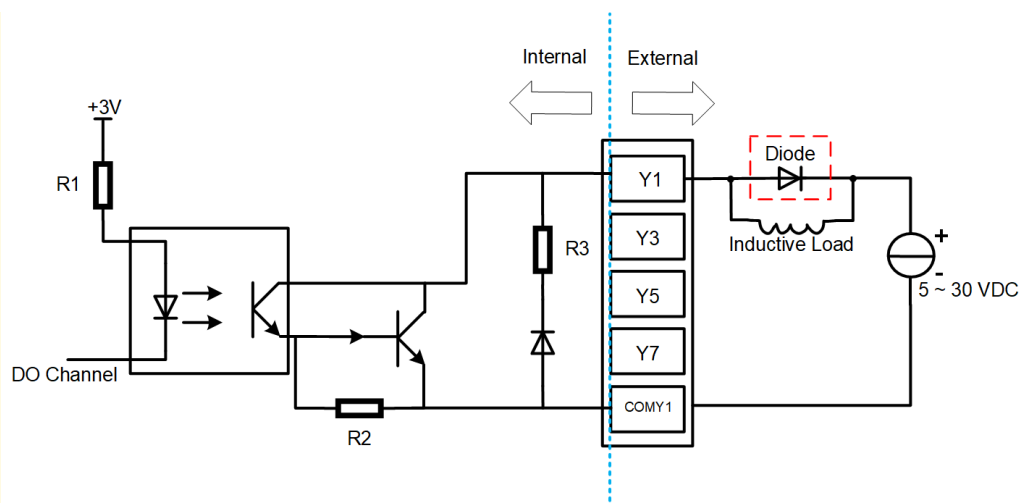 Internal
External
+3V
R1
DO Channel
R2
R3
Y1
Y3
Y5
Y7
COMY1
Diode
Inductive Load
+
-
5 ~ 30 VDC